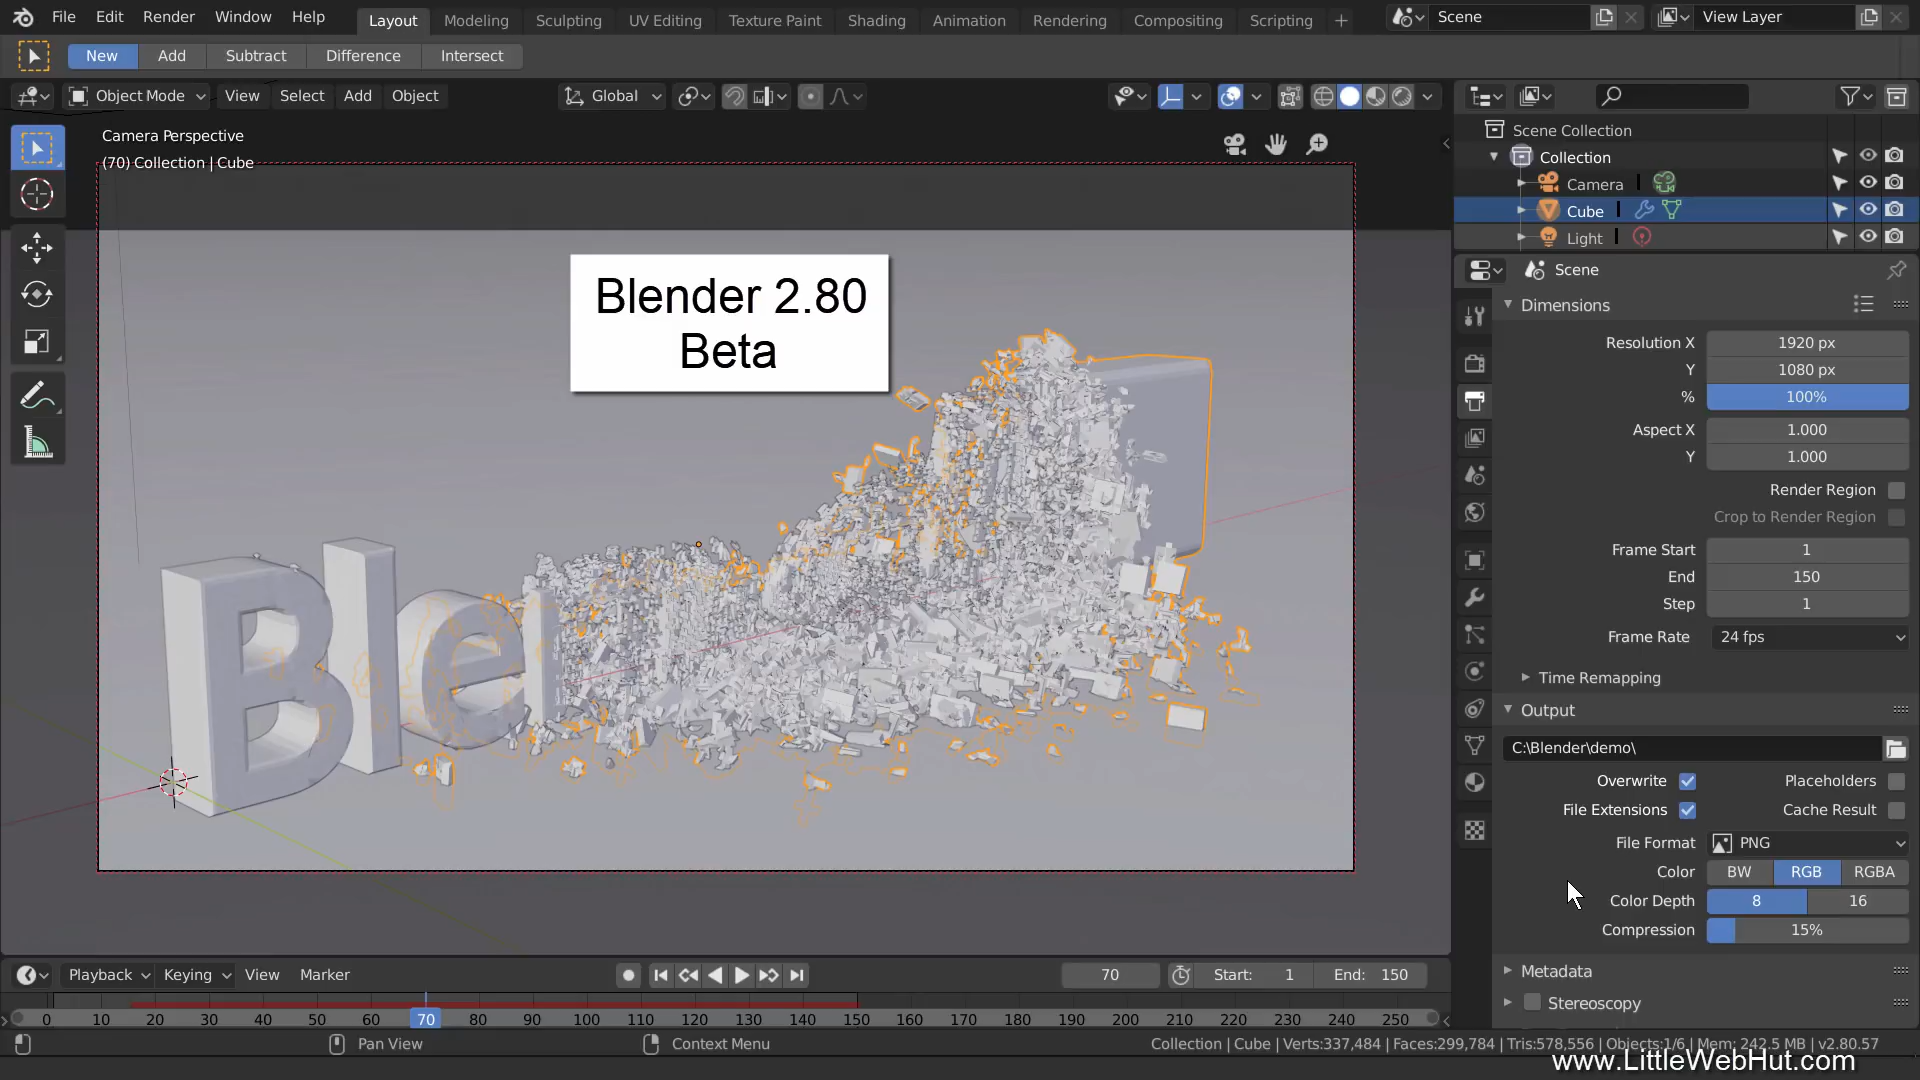 File Edit Render Window Help Layout Modeling Sculpting UV Editing Texture Paint Shading Animation Rendering Compositing Scripting + Scene View Layer
New Add Subtract Difference Intersect
Object Mode View Select Add Object Global
Camera Perspective
(70) Collection | Cube
Blender 2.80
Beta
Blen
Scene Collection
Collection
Camera
Cube
Light
Scene
Dimensions
Resolution X 1920 px
Y 1080 px
% 100%
Aspect X 1.000
Y 1.000
Render Region
Crop to Render Region
Frame Start 1
End 150
Step 1
Frame Rate 24 fps
Time Remapping
Output
C:\Blender\demo\
Overwrite Placeholders
File Extensions Cache Result
File Format PNG
Color BW RGB RGBA
Color Depth 8 16
Compression 15%
Metadata
Stereoscopy
Playback Keying View Marker 70 Start: 1 End: 150
0 10 20 30 40 50 60 70 80 90 100 110 120 130 140 150 160 170 180 190 200 210 220 230 240 250
Pan View Context Menu Collection | Cube | Verts:337,484 | Faces:299,784 | Tris:578,556 | Objects:1/6 | Mem: 242.5 MB | v2.80.57
www.LittleWebHut.com